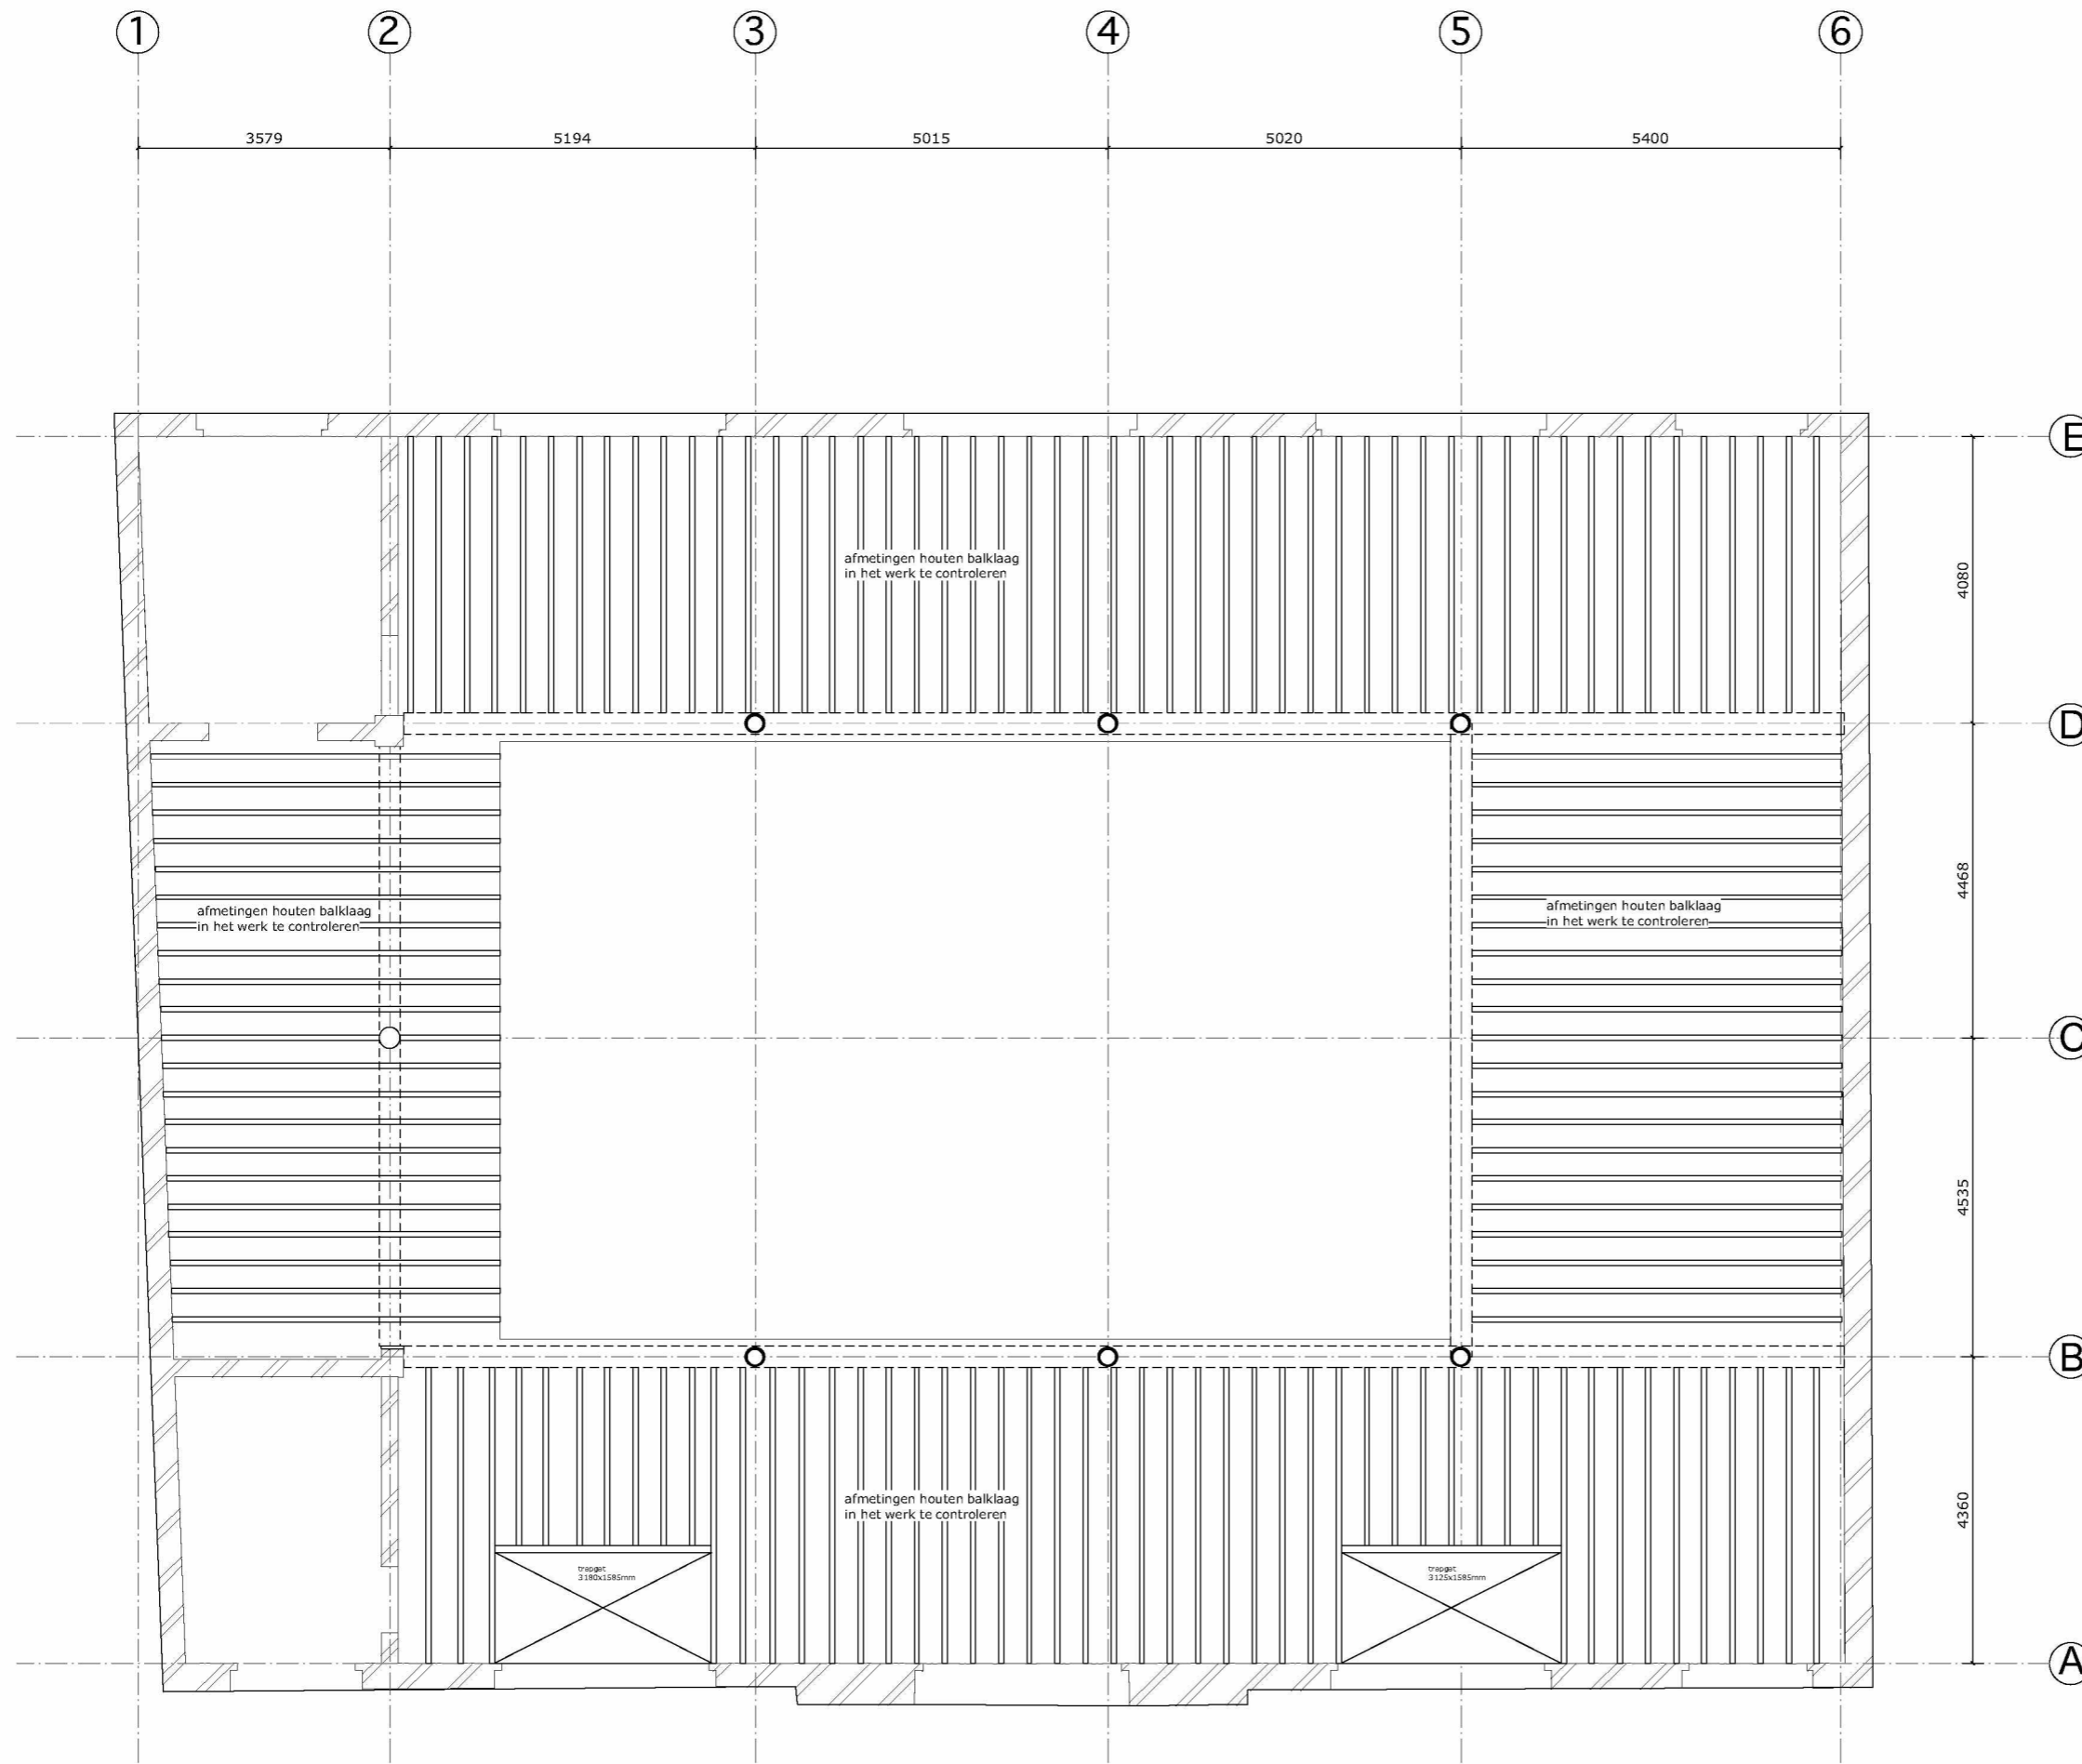 1 2 3 4 5 6
3579 5194 5015 5020 5400
E
afmetingen houten balklaag
in het werk te controleren
4080
D
afmetingen houten balklaag
in het werk te controleren
afmetingen houten balklaag
in het werk te controleren
4468
C
4535
B
afmetingen houten balklaag
in het werk te controleren
4360
trapgat
3180x1585mm
trapgat
3125x1585mm
A